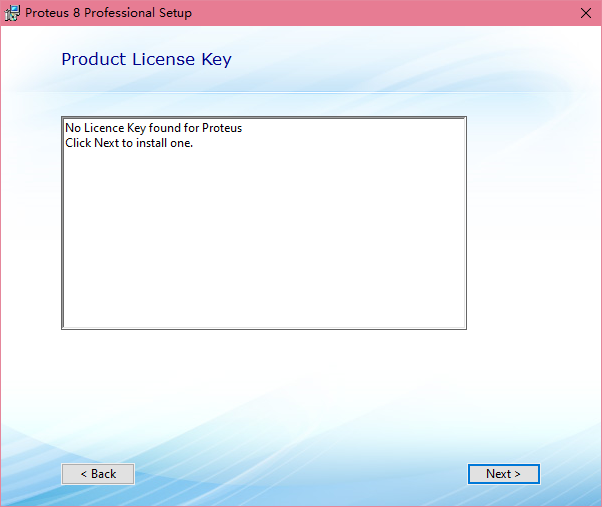 Proteus 8 Professional Setup
Product License Key
No Licence Key found for Proteus
Click Next to install one.
< Back
Next >